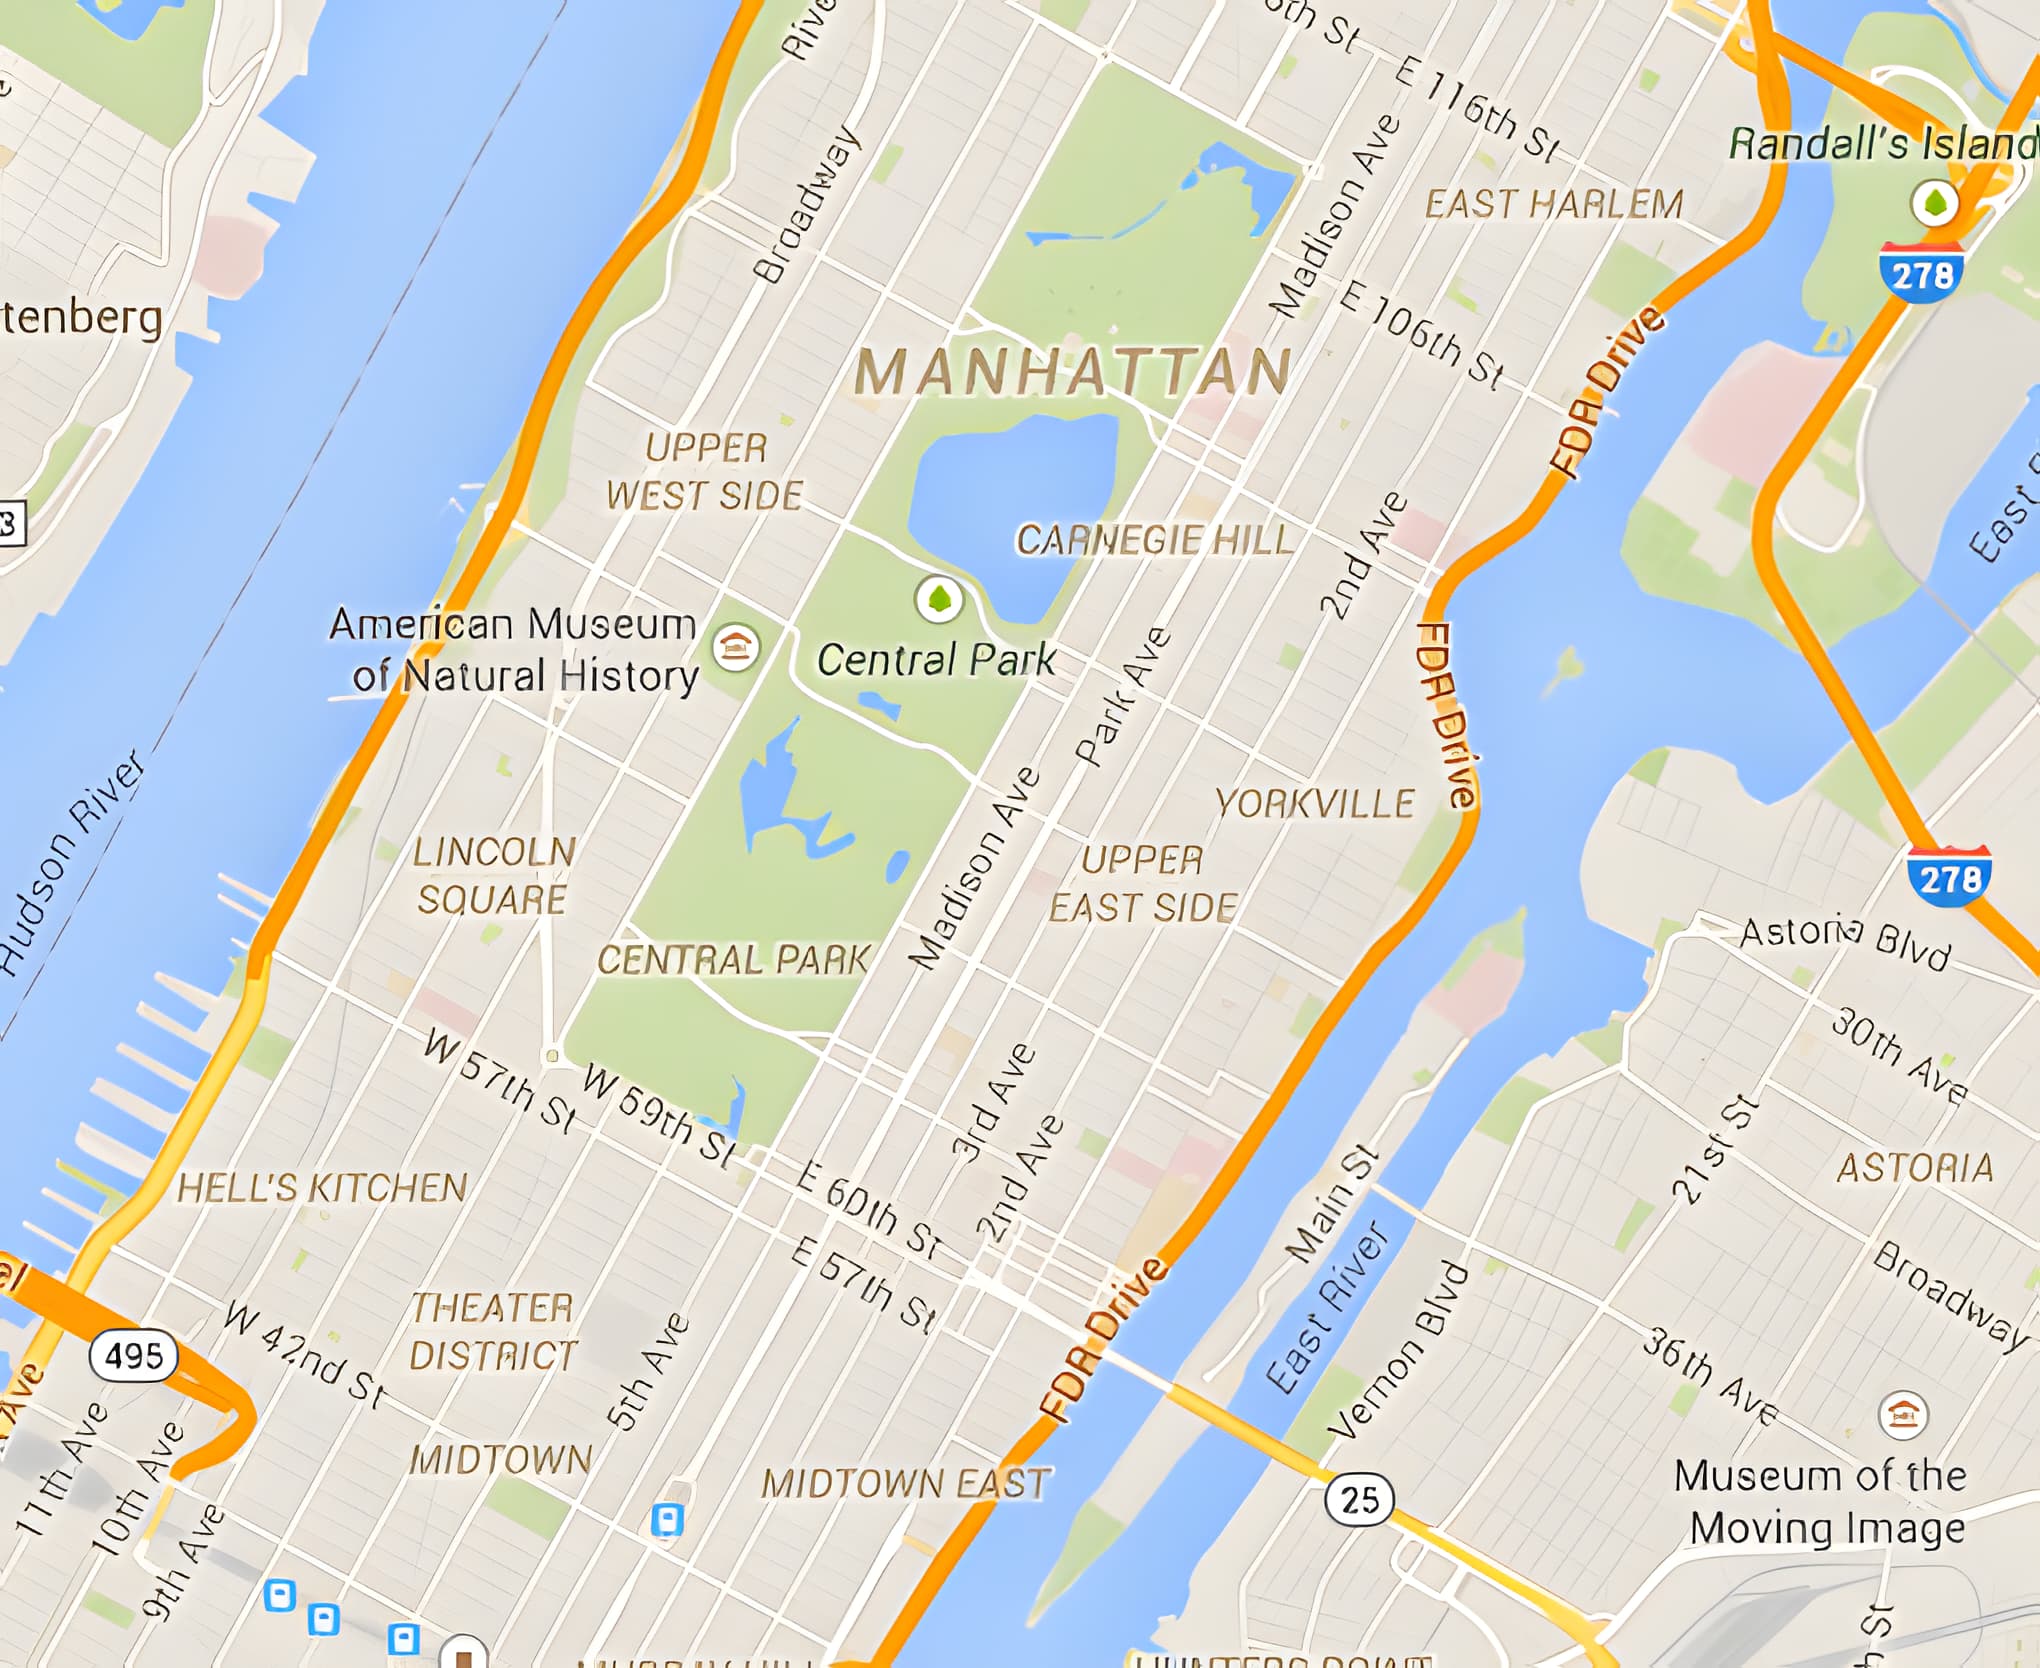 E 116th St
Randall's Island
Broadway
Madison Ave
EAST HARLEM
278
tenberg
E 106th St
FDR Drive
MANHATTAN
UPPER
WEST SIDE
CARNEGIE HILL
2nd Ave
East
American Museum
of Natural History
Central Park
Park Ave
FDR Drive
Hudson River
Madison Ave
YORKVILLE
LINCOLN
SQUARE
UPPER
EAST SIDE
278
Astoria Blvd
CENTRAL PARK
W 57th St
W 59th St
3rd Ave
2nd Ave
30th Ave
21st St
ASTORIA
HELL'S KITCHEN
E 60th St
E 57th St
Main St
East River
Vernon Blvd
Broadway
THEATER
DISTRICT
5th Ave
FDR Drive
36th Ave
495
W 42nd St
Ave
11th Ave
10th Ave
9th Ave
MIDTOWN
MIDTOWN EAST
25
Museum of the
Moving Image